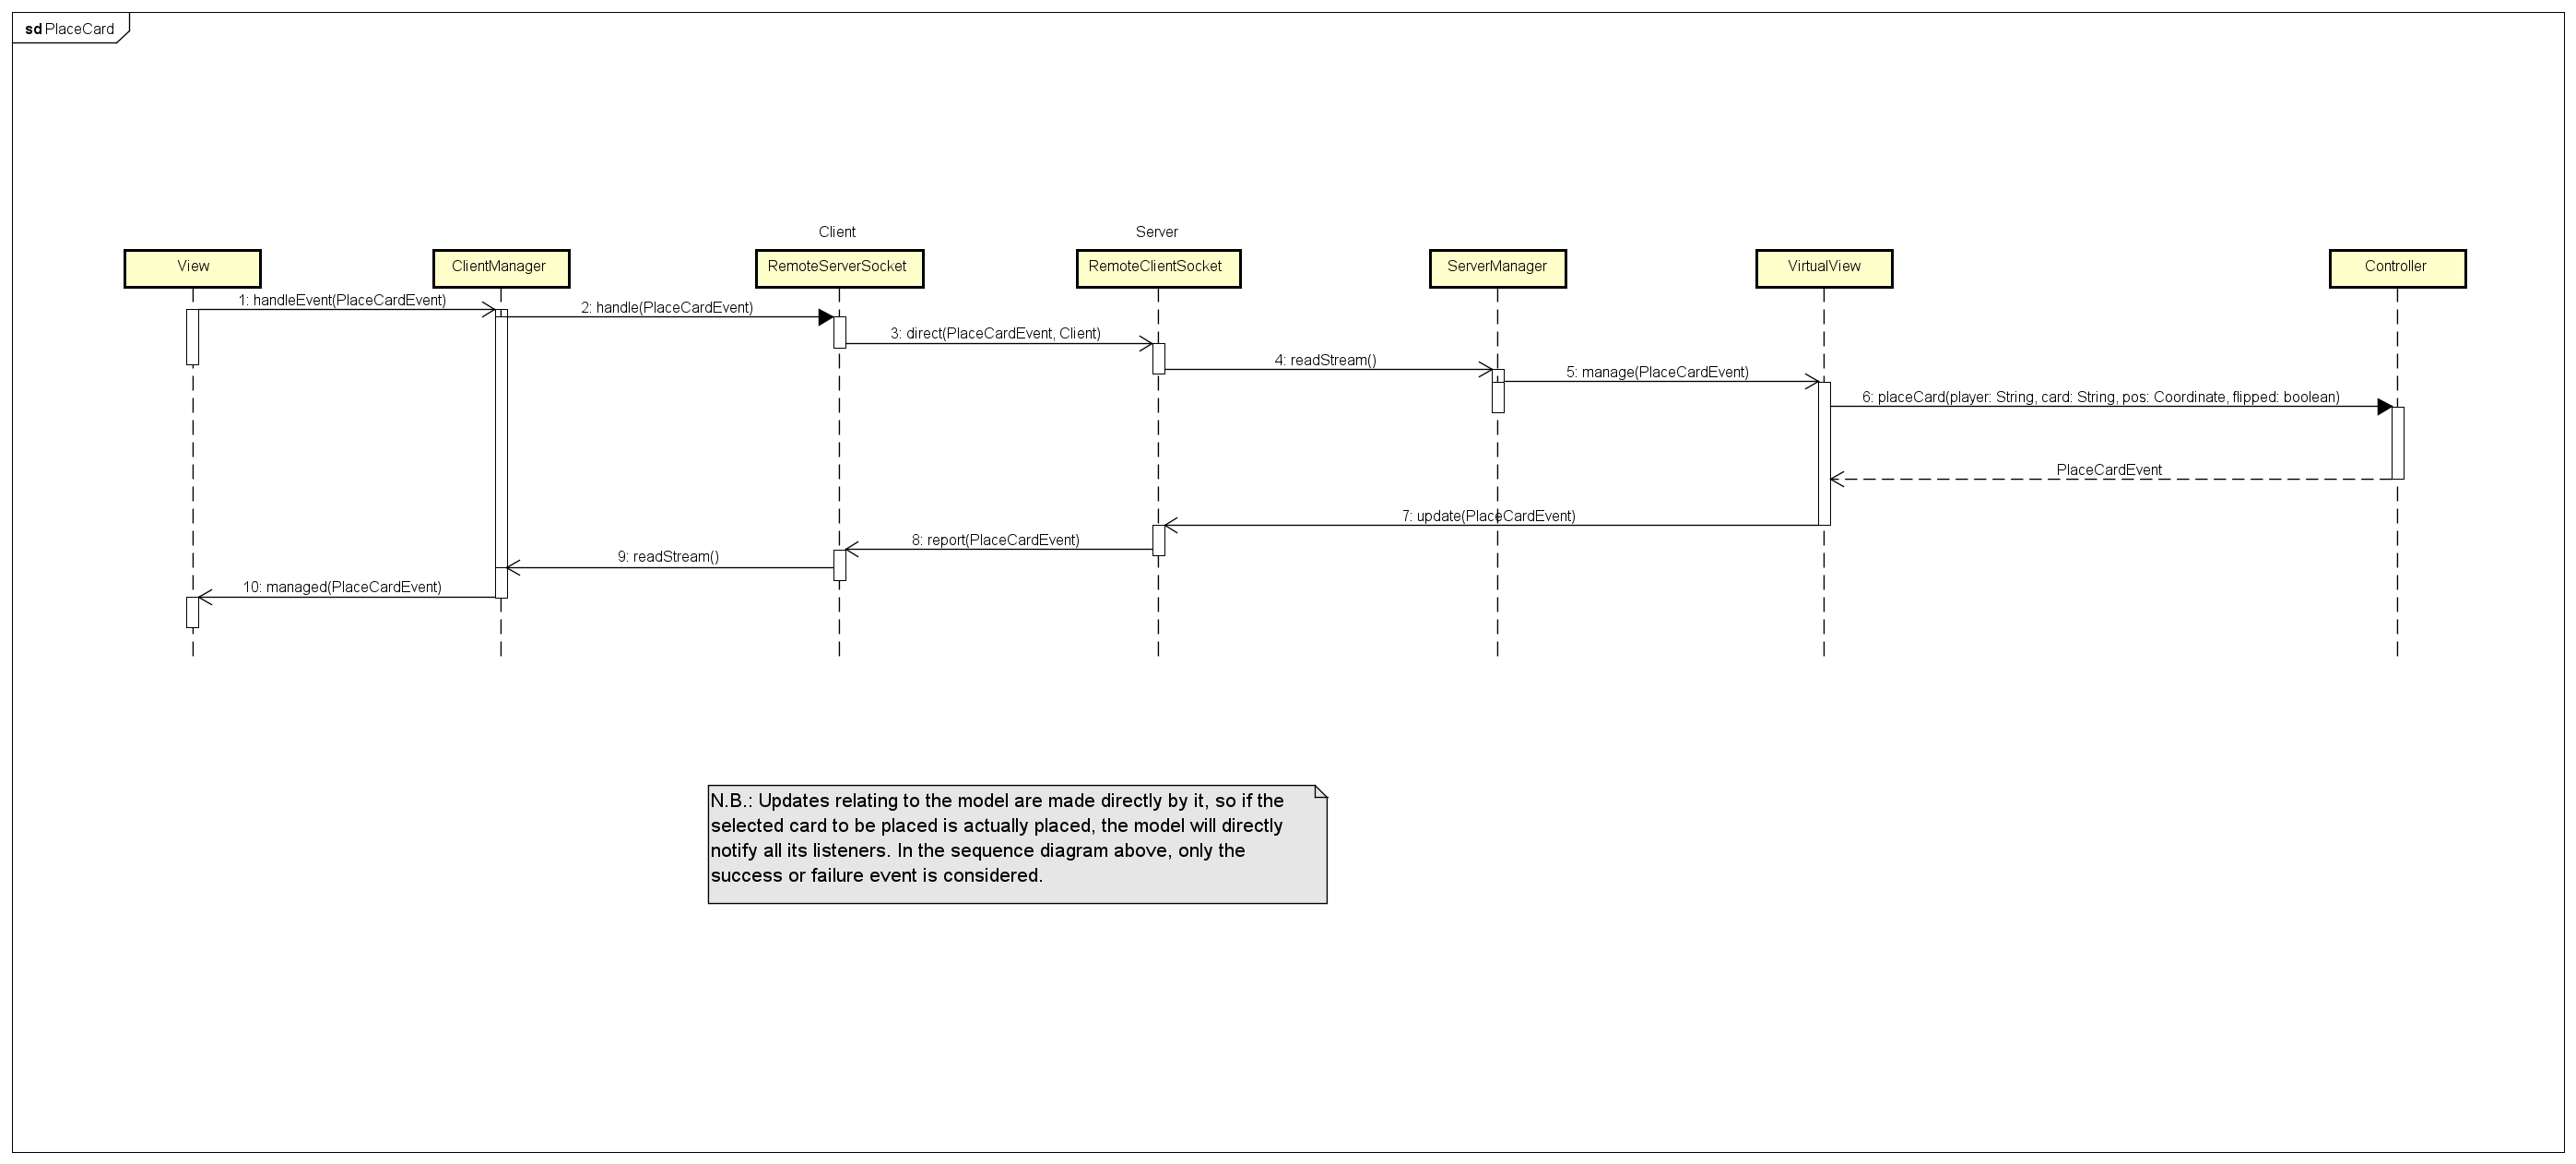 sd PlaceCard
Client
Server
View
ClientManager
RemoteServerSocket
RemoteClientSocket
ServerManager
VirtualView
Controller
1: handleEvent(PlaceCardEvent)
2: handle(PlaceCardEvent)
3: direct(PlaceCardEvent, Client)
4: readStream()
5: manage(PlaceCardEvent)
6: placeCard(player: String, card: String, pos: Coordinate, flipped: boolean)
PlaceCardEvent
7: update(PlaceCardEvent)
8: report(PlaceCardEvent)
9: readStream()
10: managed(PlaceCardEvent)
N.B.: Updates relating to the model are made directly by it, so if the
selected card to be placed is actually placed, the model will directly
notify all its listeners. In the sequence diagram above, only the
success or failure event is considered.